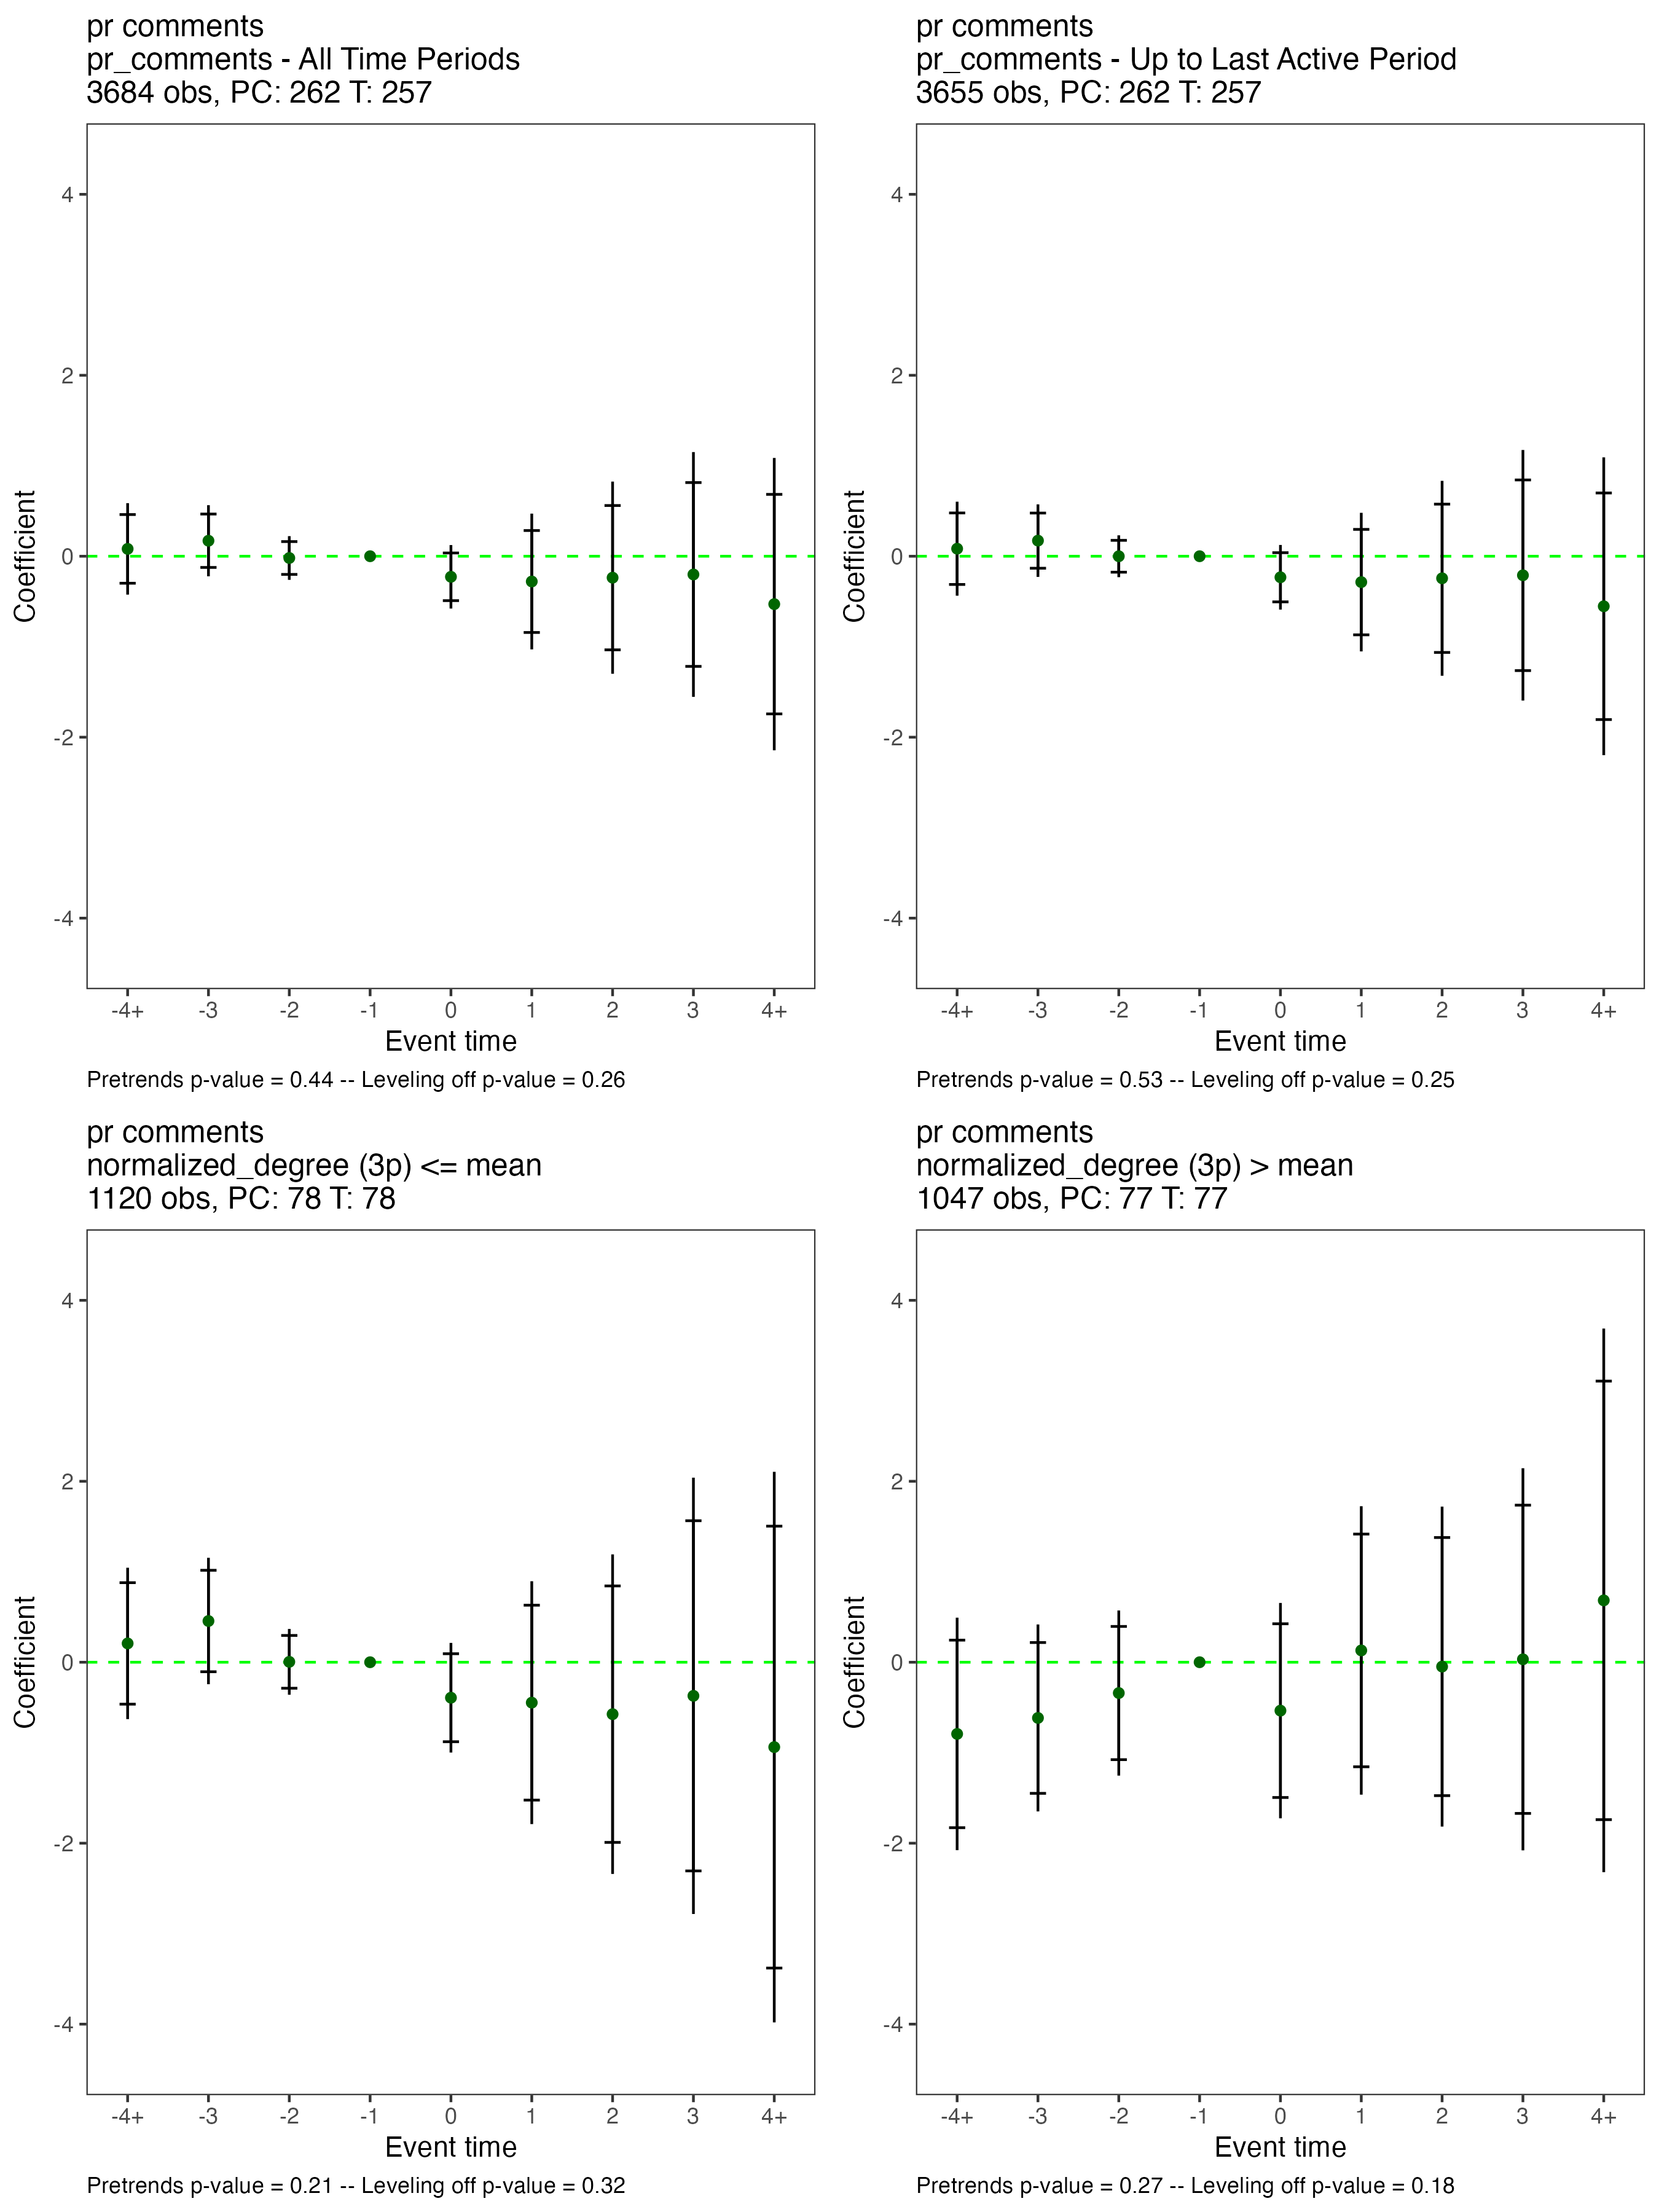 pr comments
pr_comments - All Time Periods
3684 obs, PC: 262 T: 257
4
2
0
-2
-4
Coefficient
-4+ -3 -2 -1 0 1 2 3 4+
Event time
Pretrends p-value = 0.44 -- Leveling off p-value = 0.26
pr comments
pr_comments - Up to Last Active Period
3655 obs, PC: 262 T: 257
4
2
0
-2
-4
Coefficient
-4+ -3 -2 -1 0 1 2 3 4+
Event time
Pretrends p-value = 0.53 -- Leveling off p-value = 0.25
pr comments
normalized_degree (3p) <= mean
1120 obs, PC: 78 T: 78
4
2
0
-2
-4
Coefficient
-4+ -3 -2 -1 0 1 2 3 4+
Event time
Pretrends p-value = 0.21 -- Leveling off p-value = 0.32
pr comments
normalized_degree (3p) > mean
1047 obs, PC: 77 T: 77
4
2
0
-2
-4
Coefficient
-4+ -3 -2 -1 0 1 2 3 4+
Event time
Pretrends p-value = 0.27 -- Leveling off p-value = 0.18